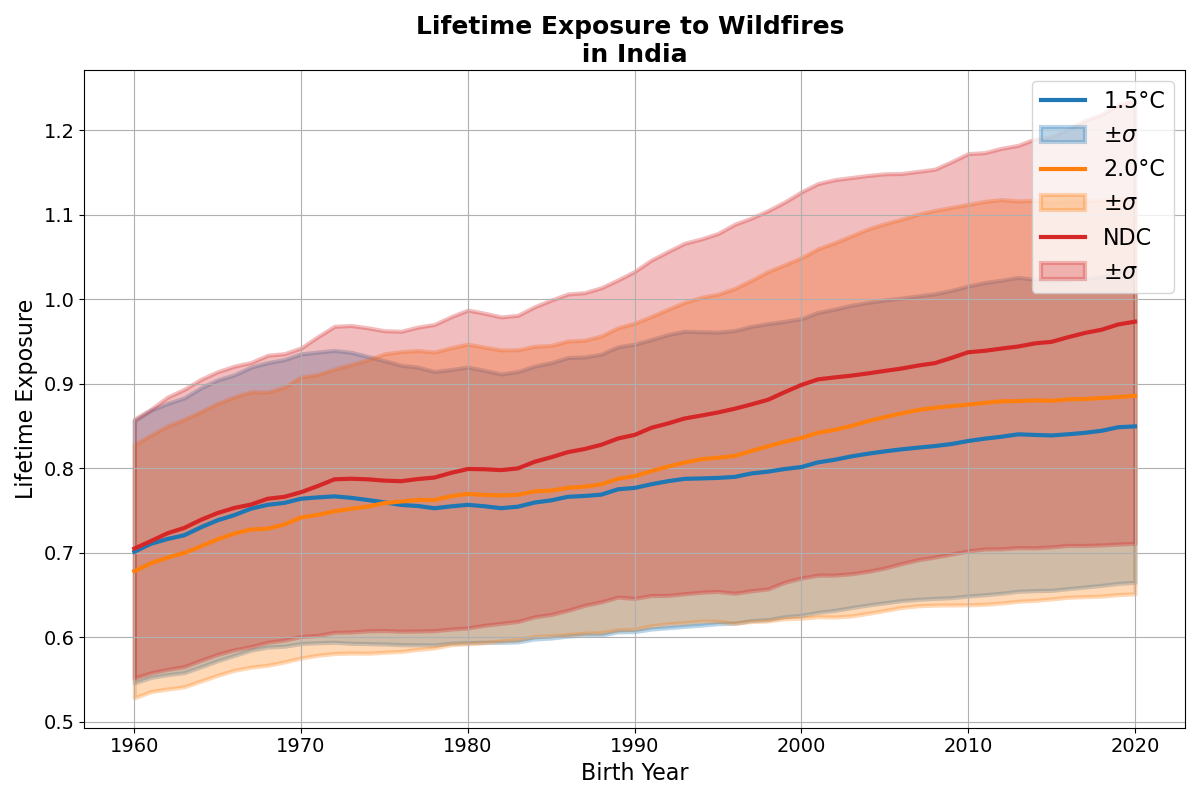 Lifetime Exposure to Wildfires
in India
Lifetime Exposure
1.2
1.1
1.0
0.9
0.8
0.7
0.6
0.5
1960
1970
1980
1990
2000
2010
2020
Birth Year
1.5°C
±σ
2.0°C
±σ
NDC
±σ